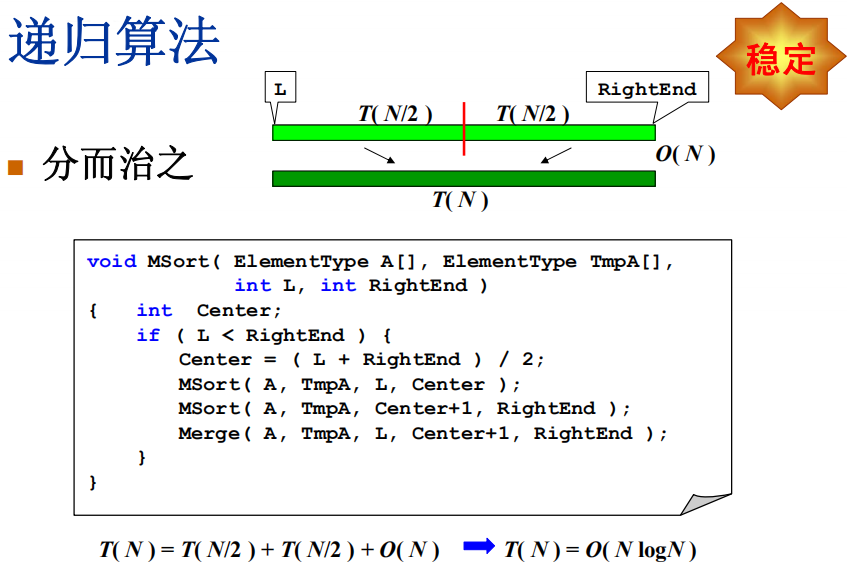 递归算法
稳定
L
RightEnd
T( N/2 )
T( N/2 )
O( N )
分而治之
T( N )
void MSort( ElementType A[], ElementType TmpA[],
int L, int RightEnd )
{ int Center;
if ( L < RightEnd ) {
Center = ( L + RightEnd ) / 2;
MSort( A, TmpA, L, Center );
MSort( A, TmpA, Center+1, RightEnd );
Merge( A, TmpA, L, Center+1, RightEnd );
}
}
T( N ) = T( N/2 ) + T( N/2 ) + O( N ) T( N ) = O( N logN )